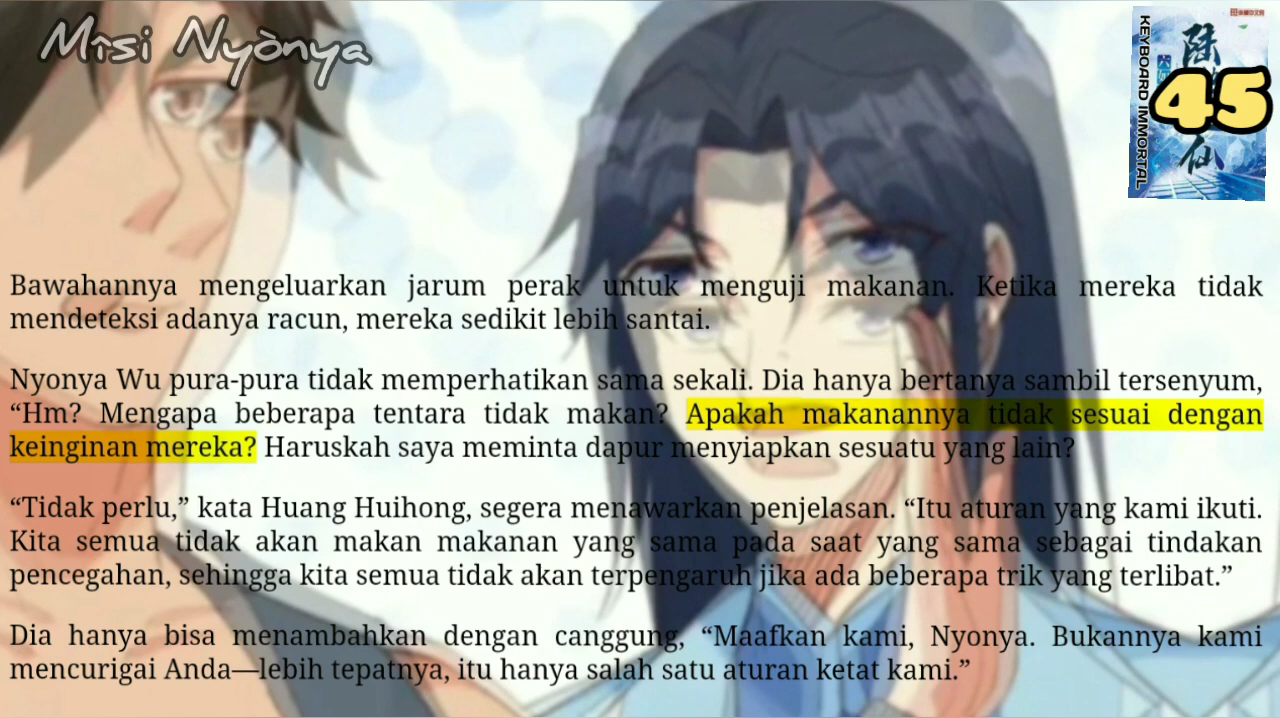 Mîsi Nyònya
KEYBOARD IMMORTAL
45
Bawahannya mengeluarkan jarum perak untuk menguji makanan. Ketika mereka tidak
mendeteksi adanya racun, mereka sedikit lebih santai.
Nyonya Wu pura-pura tidak memperhatikan sama sekali. Dia hanya bertanya sambil tersenyum,
“Hm? Mengapa beberapa tentara tidak makan? Apakah makanannya tidak sesuai dengan
keinginan mereka? Haruskah saya meminta dapur menyiapkan sesuatu yang lain?
“Tidak perlu,” kata Huang Huihong, segera menawarkan penjelasan. “Itu aturan yang kami ikuti.
Kita semua tidak akan makan makanan yang sama pada saat yang sama sebagai tindakan
pencegahan, sehingga kita semua tidak akan terpengaruh jika ada beberapa trik yang terlibat.”
Dia hanya bisa menambahkan dengan canggung, “Maafkan kami, Nyonya. Bukannya kami
mencurigai Anda—lebih tepatnya, itu hanya salah satu aturan ketat kami.”